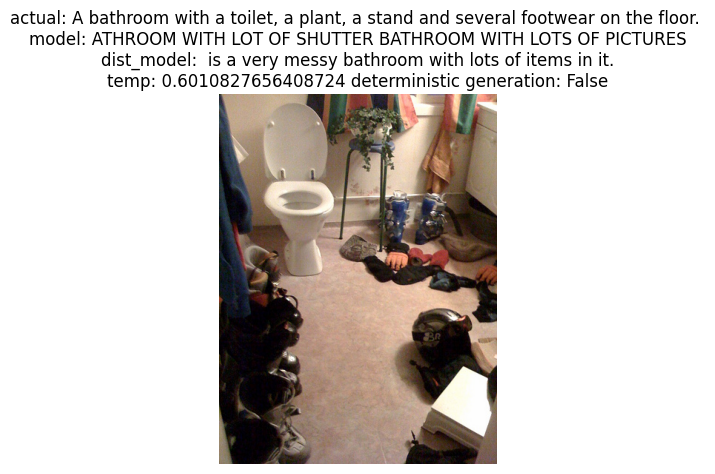 actual: A bathroom with a toilet, a plant, a stand and several footwear on the floor.
model: ATHROOM WITH LOT OF SHUTTER BATHROOM WITH LOTS OF PICTURES
dist_model:  is a very messy bathroom with lots of items in it.
temp: 0.6010827656408724 deterministic generation: False